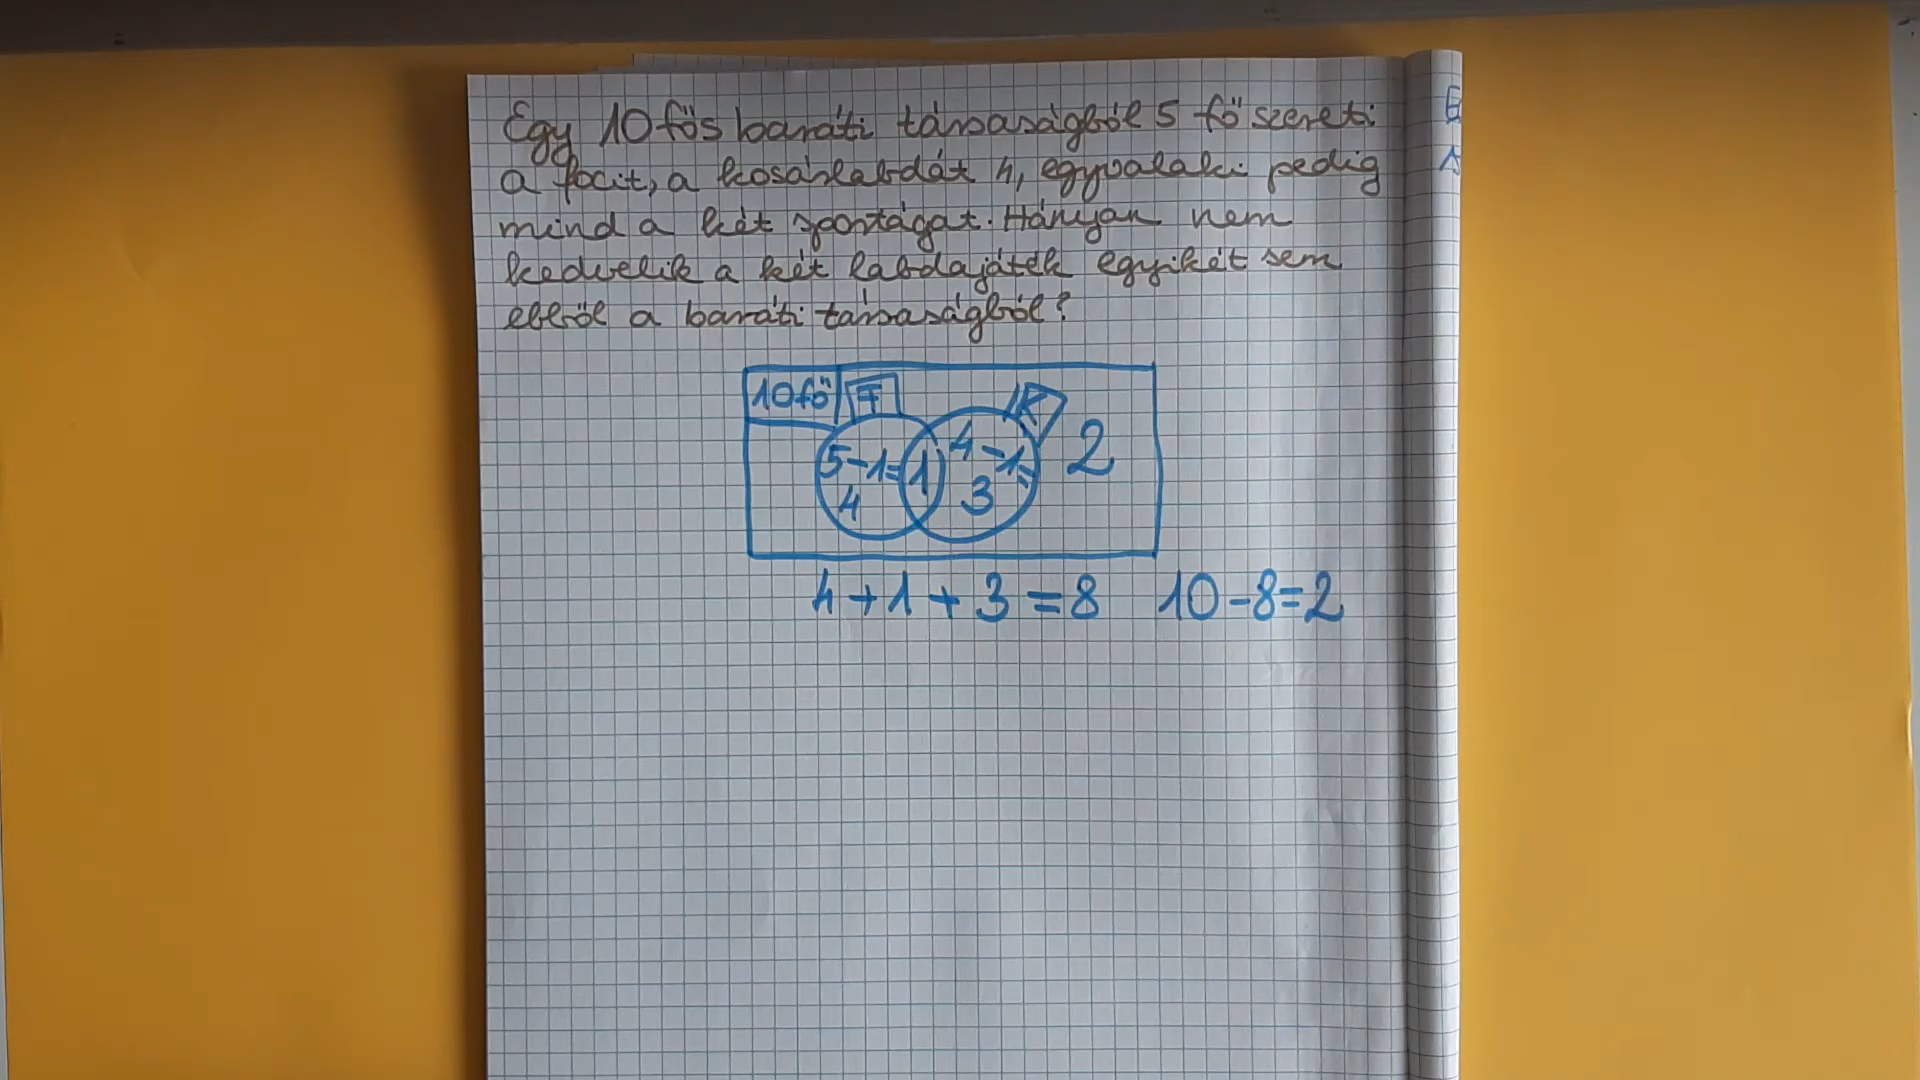 Egy 10 fős baráti társaságból 5 fő szereti
a focit, a kosárlabdát 4, egyvalaki pedig
mind a két sportágat. Hányan nem
kedvelik a két labdajáték egyikét sem
ebből a baráti társaságból?
10 fő F K
5-1= 1 4-1= 2
4 3
4+1+3=8 10-8=2